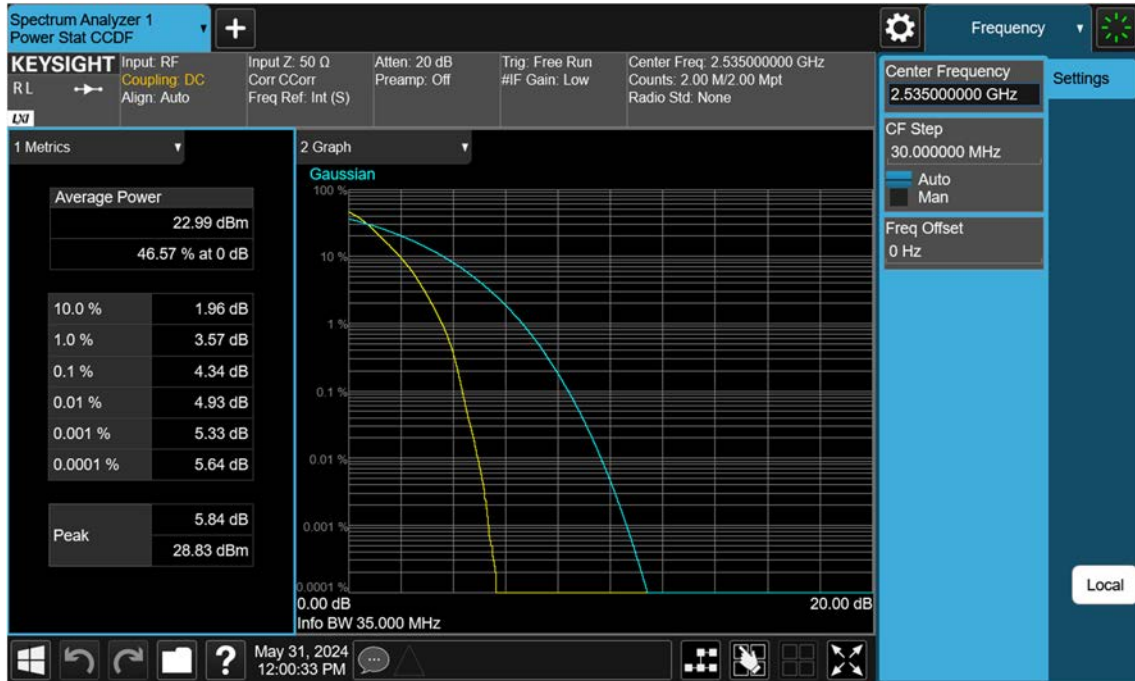 Spectrum Analyzer 1
Power Stat CCDF
+
Frequency
KEYSIGHT
R L
LXI
Input: RF
Coupling: DC
Align: Auto
Input Z: 50 Ω
Corr CCorr
Freq Ref: Int (S)
Atten: 20 dB
Preamp: Off
Trig: Free Run
#IF Gain: Low
Center Freq: 2.535000000 GHz
Counts: 2.00 M/2.00 Mpt
Radio Std: None
Center Frequency
2.535000000 GHz
Settings
CF Step
30.000000 MHz
Auto
Man
Freq Offset
0 Hz
1 Metrics
Average Power
22.99 dBm
46.57 % at 0 dB
10.0 % 1.96 dB
1.0 % 3.57 dB
0.1 % 4.34 dB
0.01 % 4.93 dB
0.001 % 5.33 dB
0.0001 % 5.64 dB
Peak
5.84 dB
28.83 dBm
2 Graph
Gaussian
100 %
10 %
1 %
0.1 %
0.01 %
0.001 %
0.0001 %
0.00 dB 20.00 dB
Info BW 35.000 MHz
Local
?
May 31, 2024
12:00:33 PM